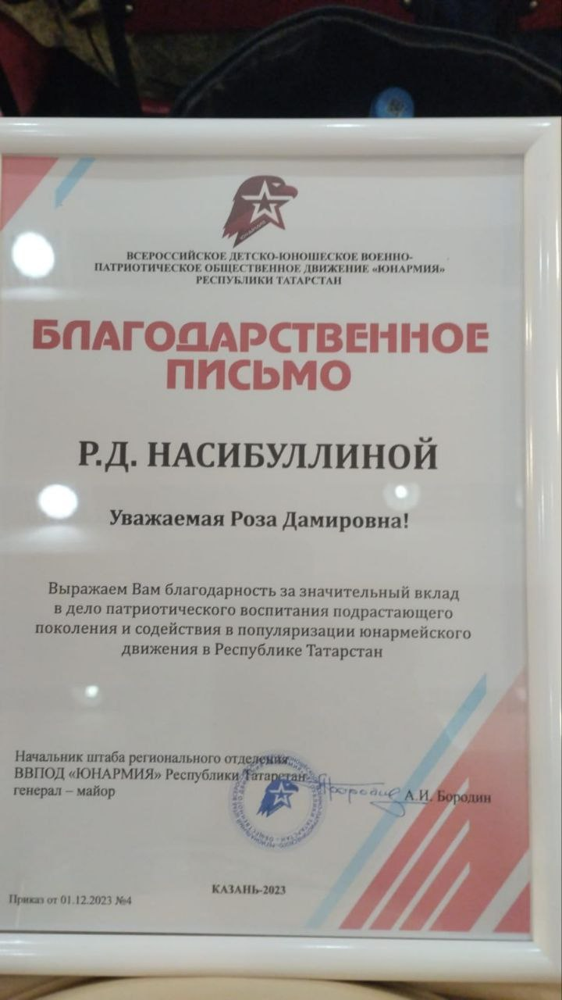 ЮНАРМИЯ
ВСЕРОССИЙСКОЕ ДЕТСКО-ЮНОШЕСКОЕ ВОЕННО-
ПАТРИОТИЧЕСКОЕ ОБЩЕСТВЕННОЕ ДВИЖЕНИЕ «ЮНАРМИЯ»
РЕСПУБЛИКИ ТАТАРСТАН
БЛАГОДАРСТВЕННОЕ
ПИСЬМО
Р.Д. НАСИБУЛЛИНОЙ
Уважаемая Роза Дамировна!
Выражаем Вам благодарность за значительный вклад
в дело патриотического воспитания подрастающего
поколения и содействия в популяризации юнармейского
движения в Республике Татарстан
Начальник штаба регионального отделения
ВВПОД «ЮНАРМИЯ» Республики Татарстан
генерал – майор
А.И. Бородин
КАЗАНЬ-2023
Приказ от 01.12.2023 №4